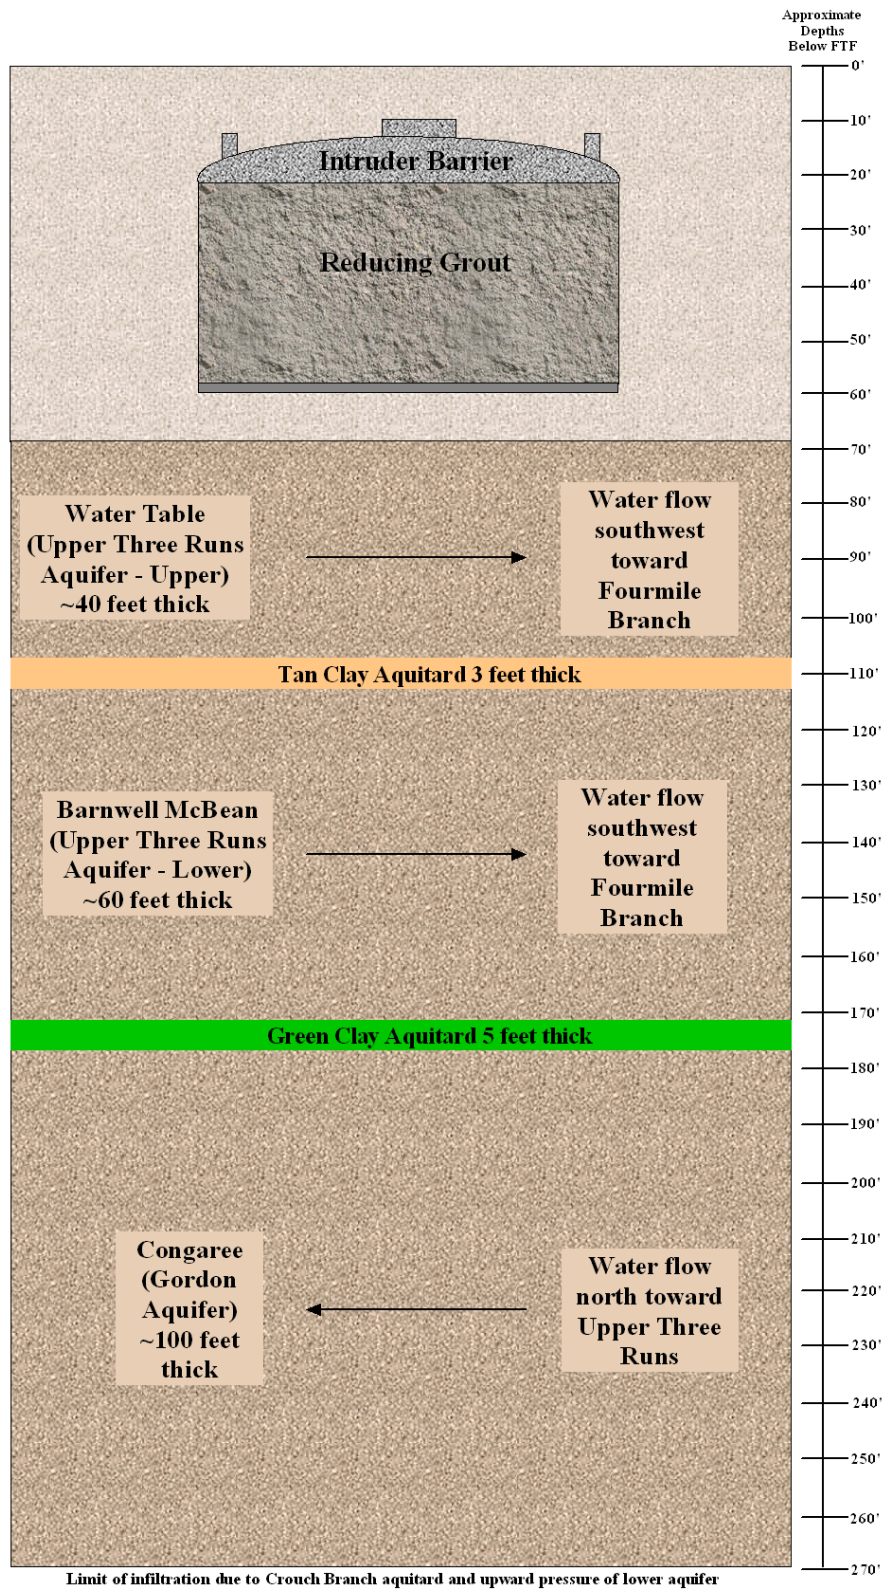 Approximate
Depths
Below FTF
0'
10'
Intruder Barrier
20'
30'
Reducing Grout
40'
50'
60'
70'
Water Table
(Upper Three Runs
Aquifer - Upper)
~40 feet thick
Water flow
southwest
toward
Fourmile
Branch
80'
90'
100'
Tan Clay Aquitard 3 feet thick
110'
120'
130'
Barnwell McBean
(Upper Three Runs
Aquifer - Lower)
~60 feet thick
Water flow
southwest
toward
Fourmile
Branch
140'
150'
160'
170'
Green Clay Aquitard 5 feet thick
180'
190'
200'
210'
Congaree
(Gordon
Aquifer)
~100 feet
thick
Water flow
north toward
Upper Three
Runs
220'
230'
240'
250'
260'
270'
Limit of infiltration due to Crouch Branch aquitard and upward pressure of lower aquifer